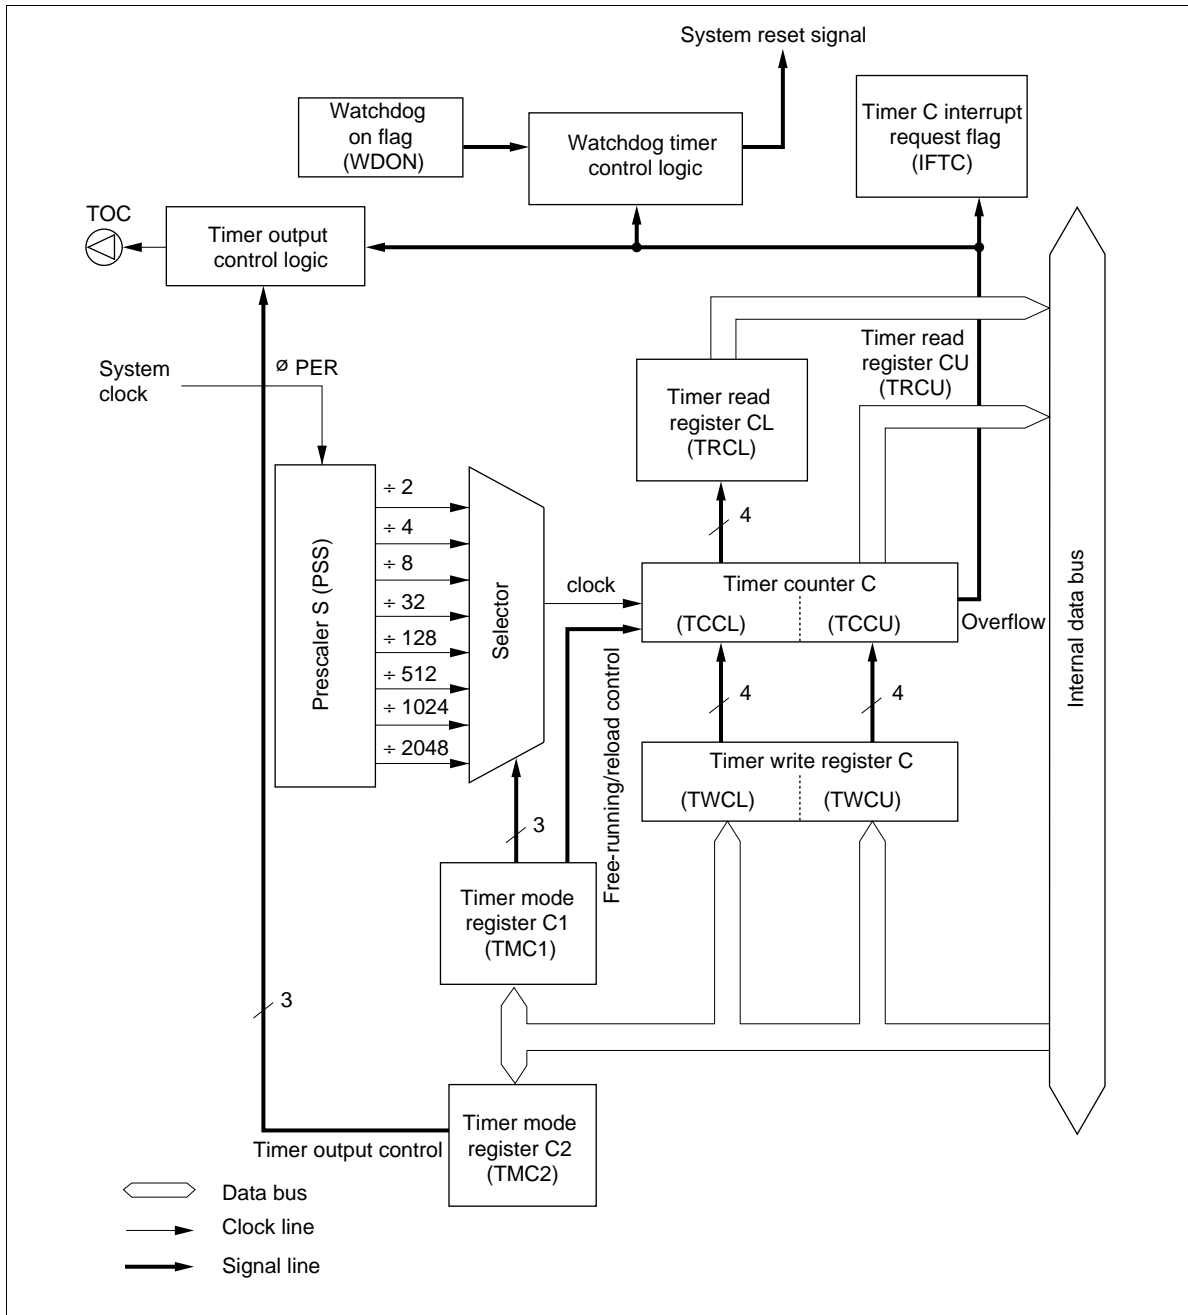 System reset signal
Watchdog
on flag
(WDON)
Watchdog timer
control logic
Timer C interrupt
request flag
(IFTC)
TOC
Timer output
control logic
System
clock
ø PER
Timer read
register CU
(TRCU)
Timer read
register CL
(TRCL)
Prescaler S (PSS)
÷ 2
÷ 4
÷ 8
÷ 32
÷ 128
÷ 512
÷ 1024
÷ 2048
Selector
4
clock
Timer counter C
(TCCL)
(TCCU)
Overflow
Internal data bus
Free-running/reload control
4
4
Timer write register C
(TWCL)
(TWCU)
3
Timer mode
register C1
(TMC1)
3
Timer mode
register C2
(TMC2)
Timer output control
Data bus
Clock line
Signal line